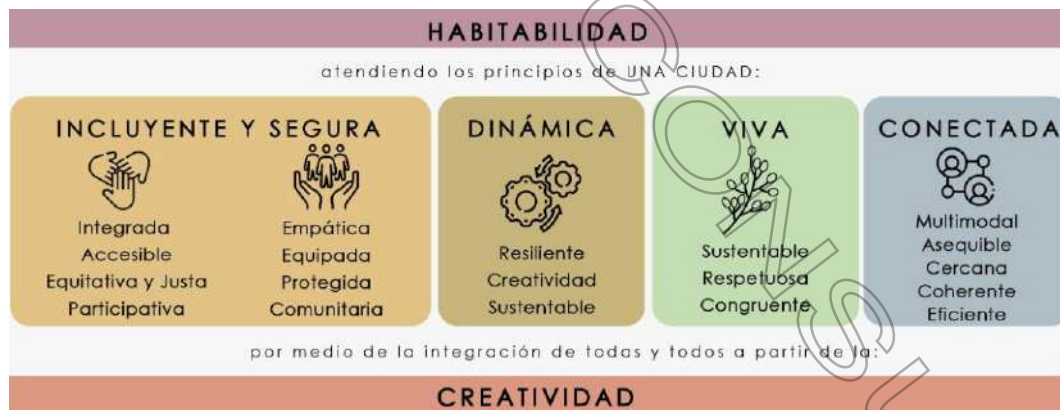 HABITABILIDAD
atendiendo los principios de UNA CIUDAD:
INCLUYENTE Y SEGURA
Integrada
Accesible
Equitativa y Justa
Participativa
Empática
Equipada
Protegida
Comunitaria
DINÁMICA
Resiliente
Creatividad
Sustentable
VIVA
Sustentable
Respetuosa
Congruente
CONECTADA
Multimodal
Asequible
Cercana
Coherente
Eficiente
por medio de la integración de todas y todos a partir de la:
CREATIVIDAD
CONSU